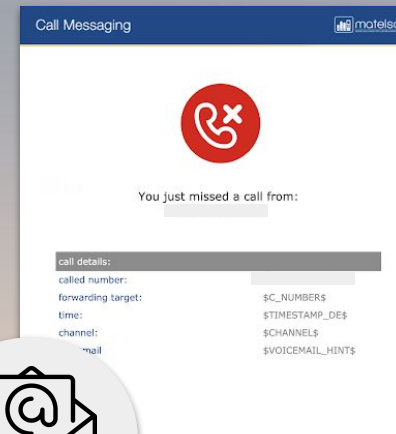 Call Messaging
matelso
You just missed a call from:
call details:
called number:
forwarding target: $C_NUMBER$
time: $TIMESTAMP_DE$
channel: $CHANNEL$
$VOICEMAIL_HINT$